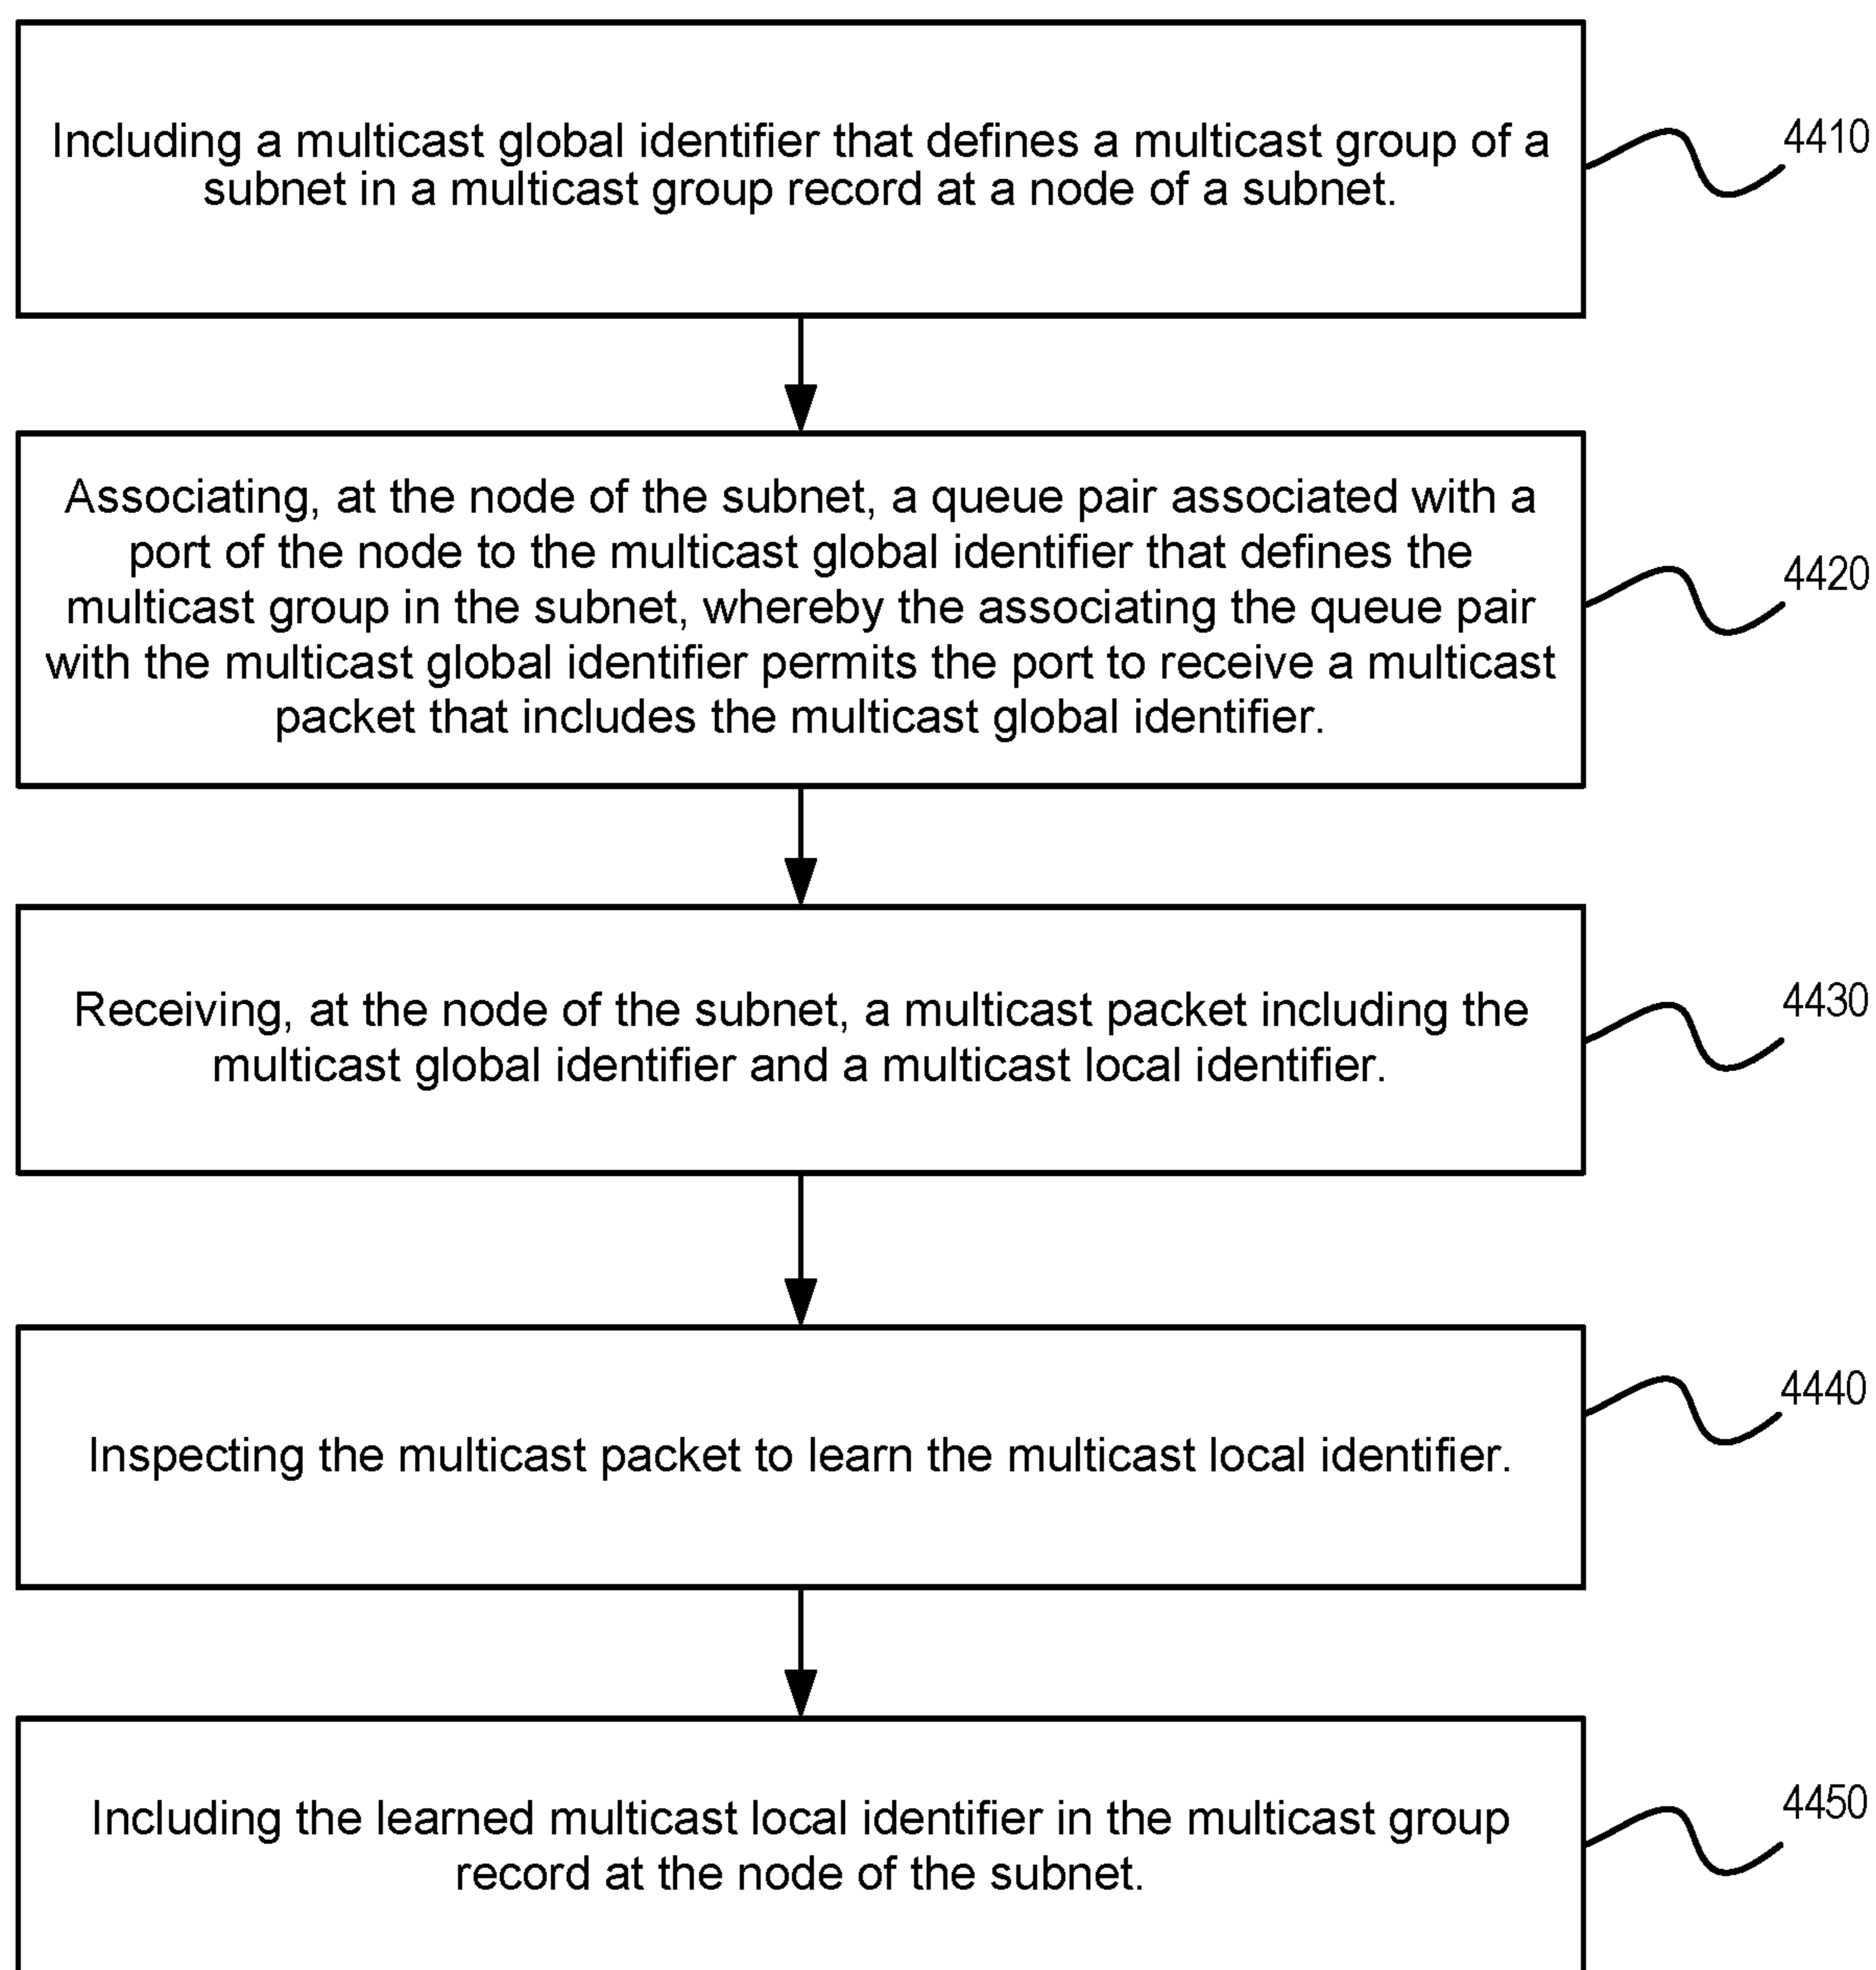 Including a multicast global identifier that defines a multicast group of a
subnet in a multicast group record at a node of a subnet.
4410
Associating, at the node of the subnet, a queue pair associated with a
port of the node to the multicast global identifier that defines the
multicast group in the subnet, whereby the associating the queue pair
with the multicast global identifier permits the port to receive a multicast
packet that includes the multicast global identifier.
4420
Receiving, at the node of the subnet, a multicast packet including the
multicast global identifier and a multicast local identifier.
4430
Inspecting the multicast packet to learn the multicast local identifier.
4440
Including the learned multicast local identifier in the multicast group
record at the node of the subnet.
4450